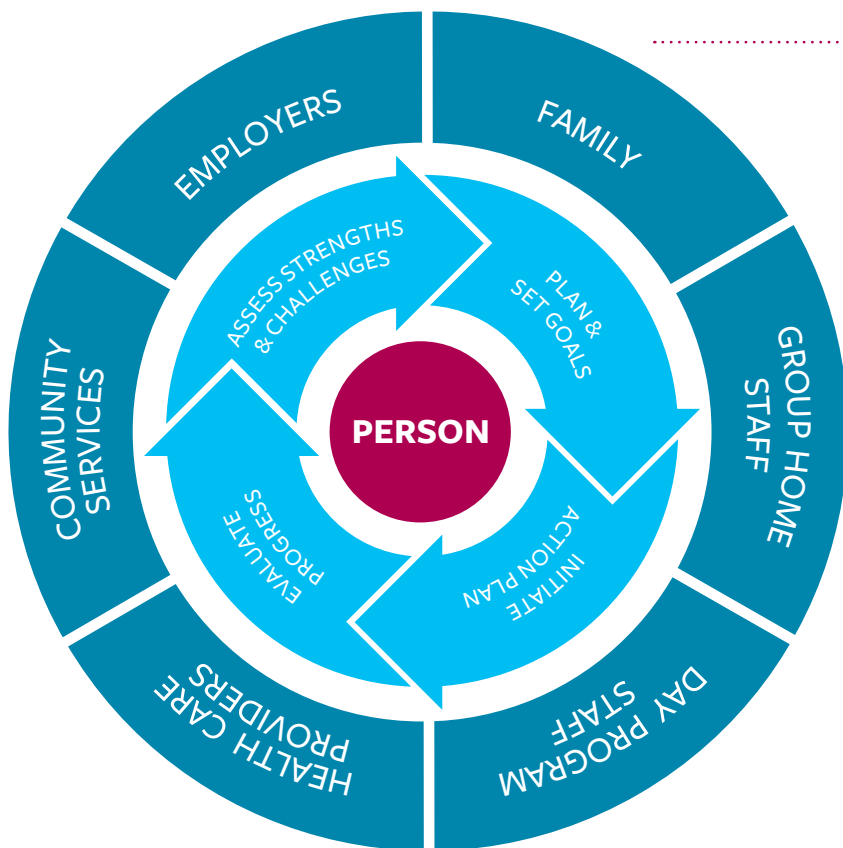 EMPLOYERS
FAMILY
GROUP HOME
STAFF
DAY PROGRAM
STAFF
HEALTH CARE
PROVIDERS
COMMUNITY
SERVICES
ASSESS STRENGTHS
& CHALLENGES
PLAN &
SET GOALS
INITIATE
ACTION PLAN
EVALUATE
PROGRESS
PERSON